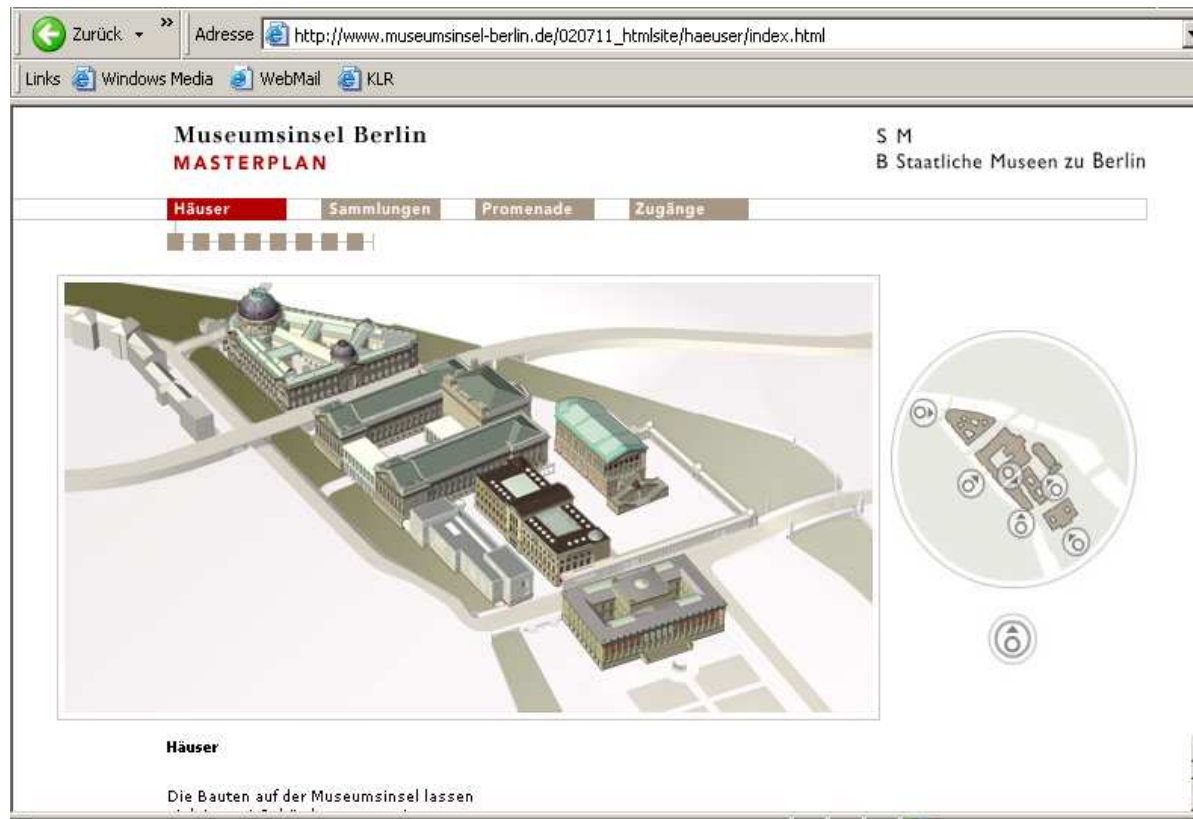 Zurück » Adresse http://www.museumsinsel-berlin.de/020711_htmlsite/haeuser/index.html
Links Windows Media WebMail KLR
Museumsinsel Berlin
MASTERPLAN
S M
B Staatliche Museen zu Berlin
Häuser Sammlungen Promenade Zugänge
Häuser
Die Bauten auf der Museumsinsel lassen